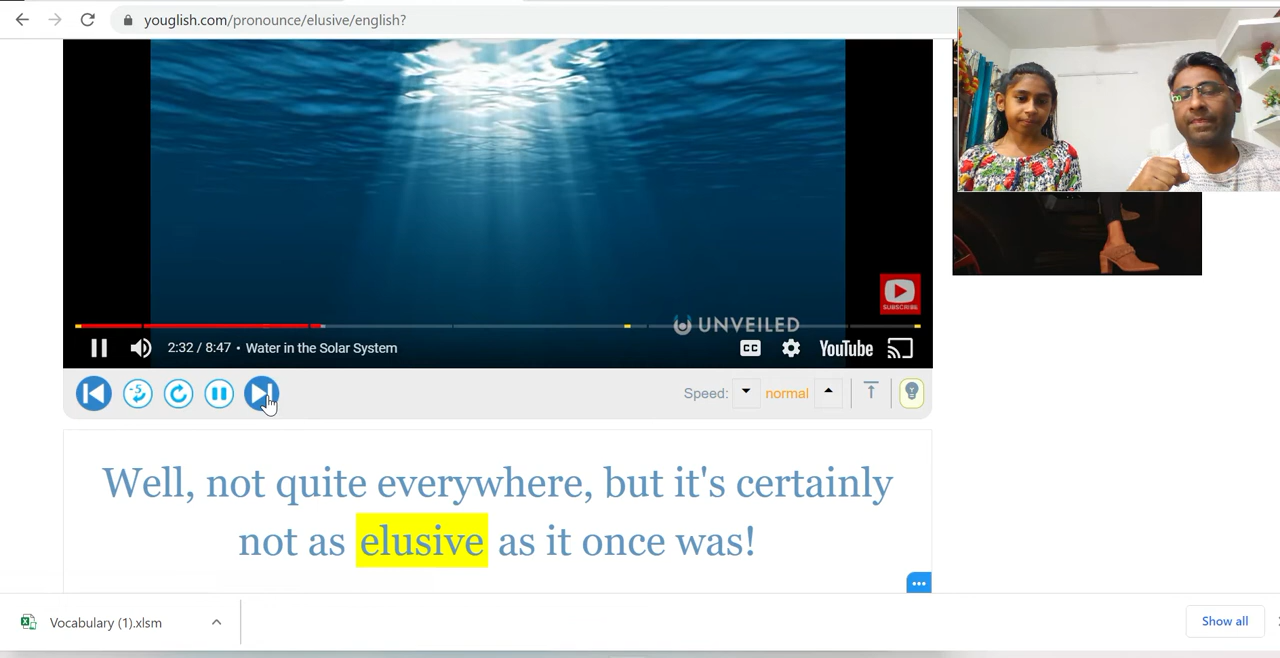 youglish.com/pronounce/elusive/english?
SUBSCRIBE
UNVEILED
2:32 / 8:47 • Water in the Solar System
CC
YouTube
-5
Speed:
normal
Well, not quite everywhere, but it's certainly
not as elusive as it once was!
Vocabulary (1).xlsm
Show all